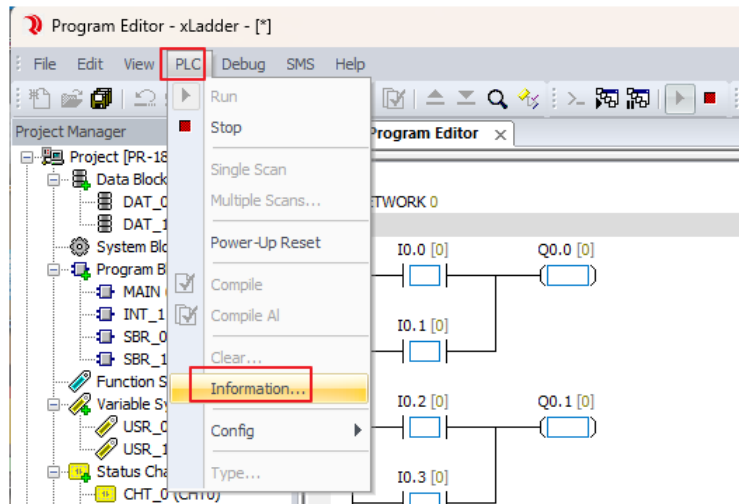 Program Editor - xLadder - [*]
File Edit View PLC Debug SMS Help
Project Manager
Project [PR-18
Data Block
DAT_0
DAT_1
System Blo
Program B
MAIN
INT_1
SBR_0
SBR_1
Function S
Variable Sy
USR_0
USR_1
Status Cha
CHT_0 (CHT0)
Run
Stop
Single Scan
Multiple Scans...
Power-Up Reset
Compile
Compile Al
Clear...
Information...
Config
Type...
Program Editor
TWORK 0
I0.0 [0] Q0.0 [0]
I0.1 [0]
I0.2 [0] Q0.1 [0]
I0.3 [0]